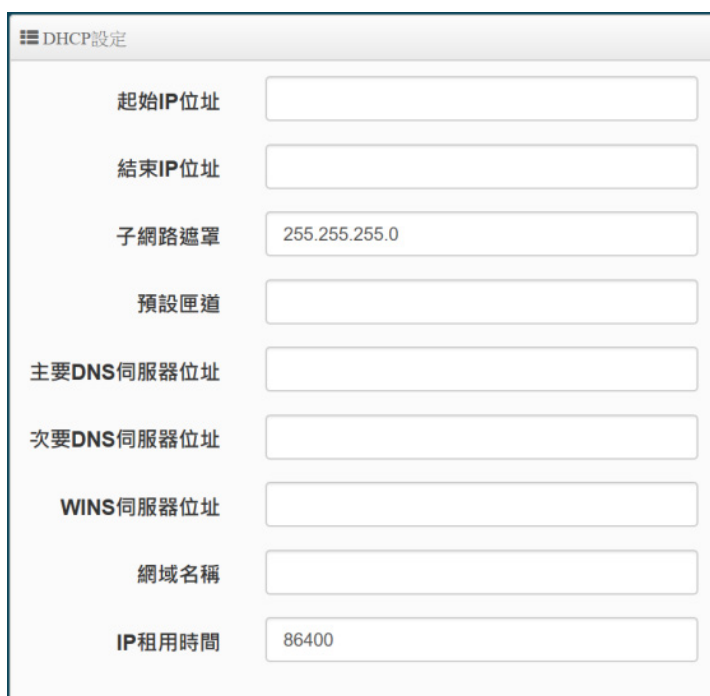 DHCP設定
起始IP位址
結束IP位址
子網路遮罩 255.255.255.0
預設匣道
主要DNS伺服器位址
次要DNS伺服器位址
WINS伺服器位址
網域名稱
IP租用時間 86400